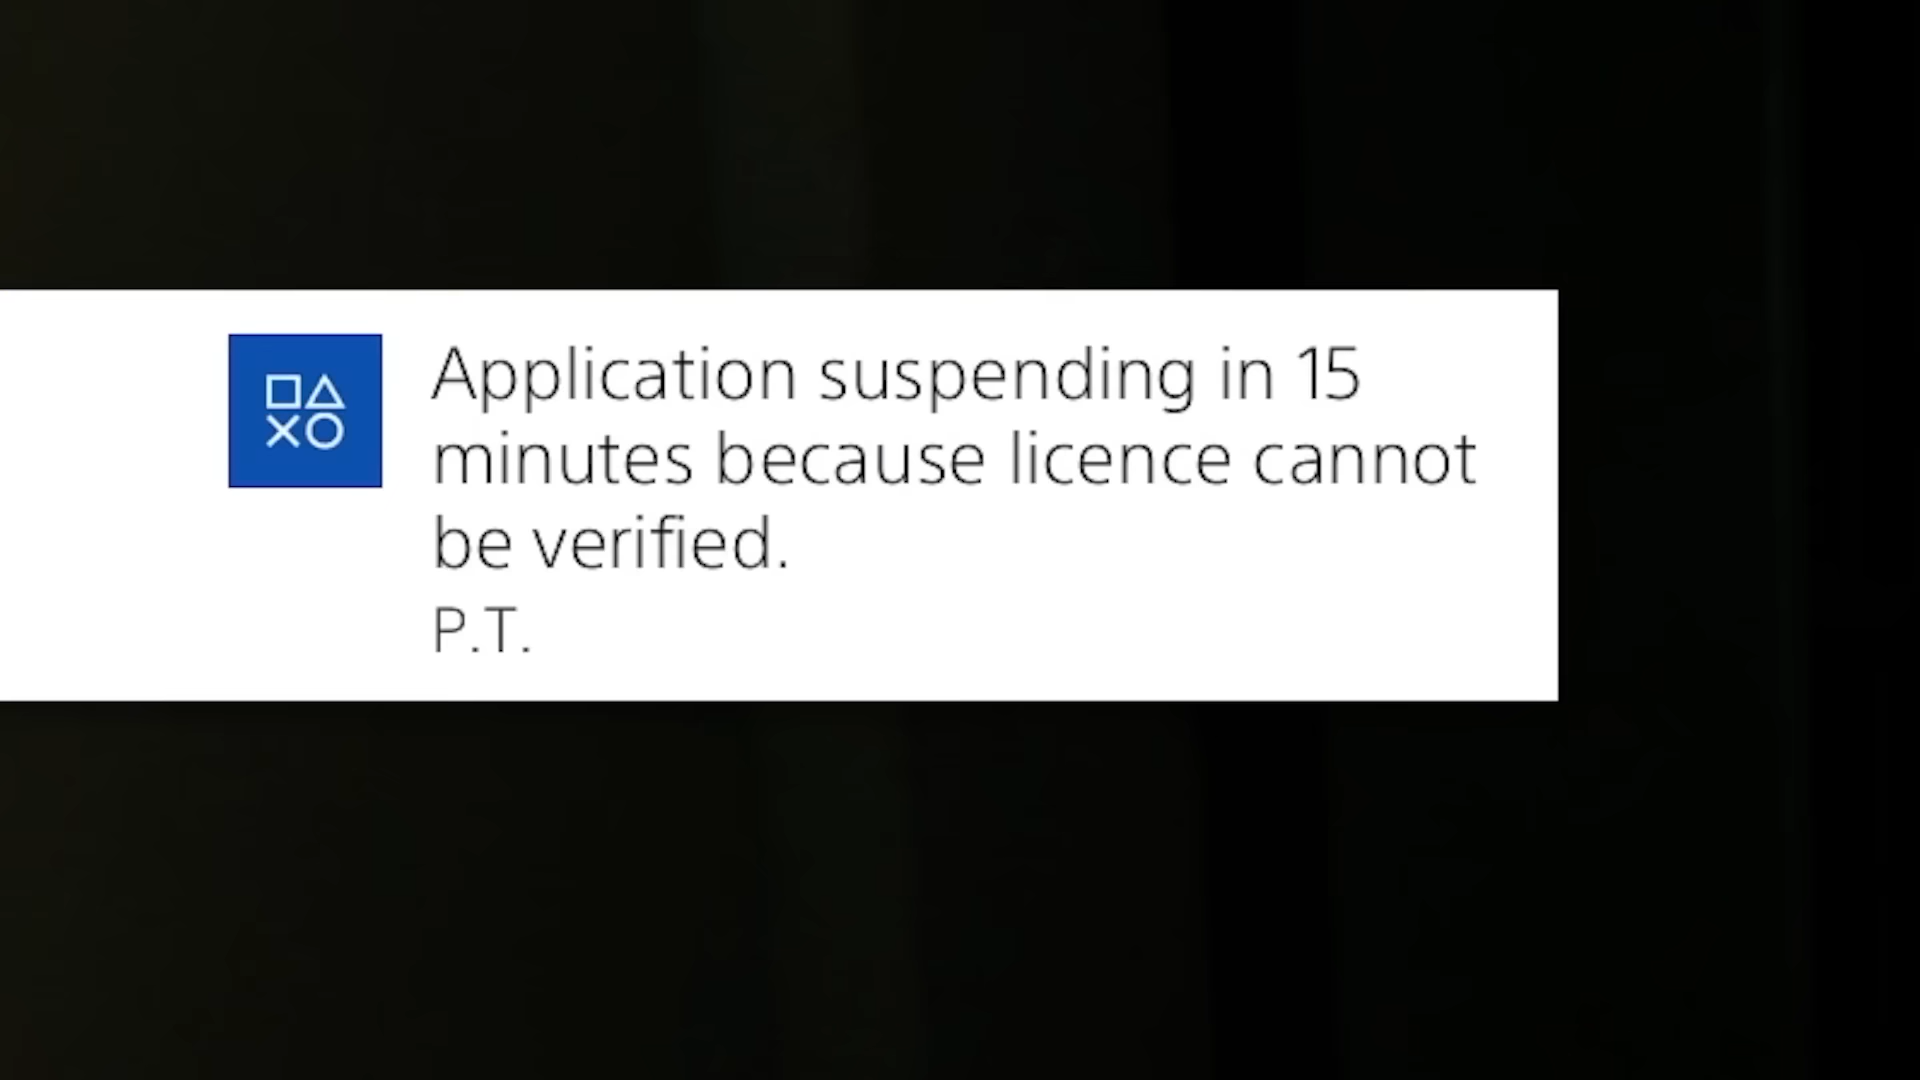 Application suspending in 15
minutes because licence cannot
be verified.
P.T.